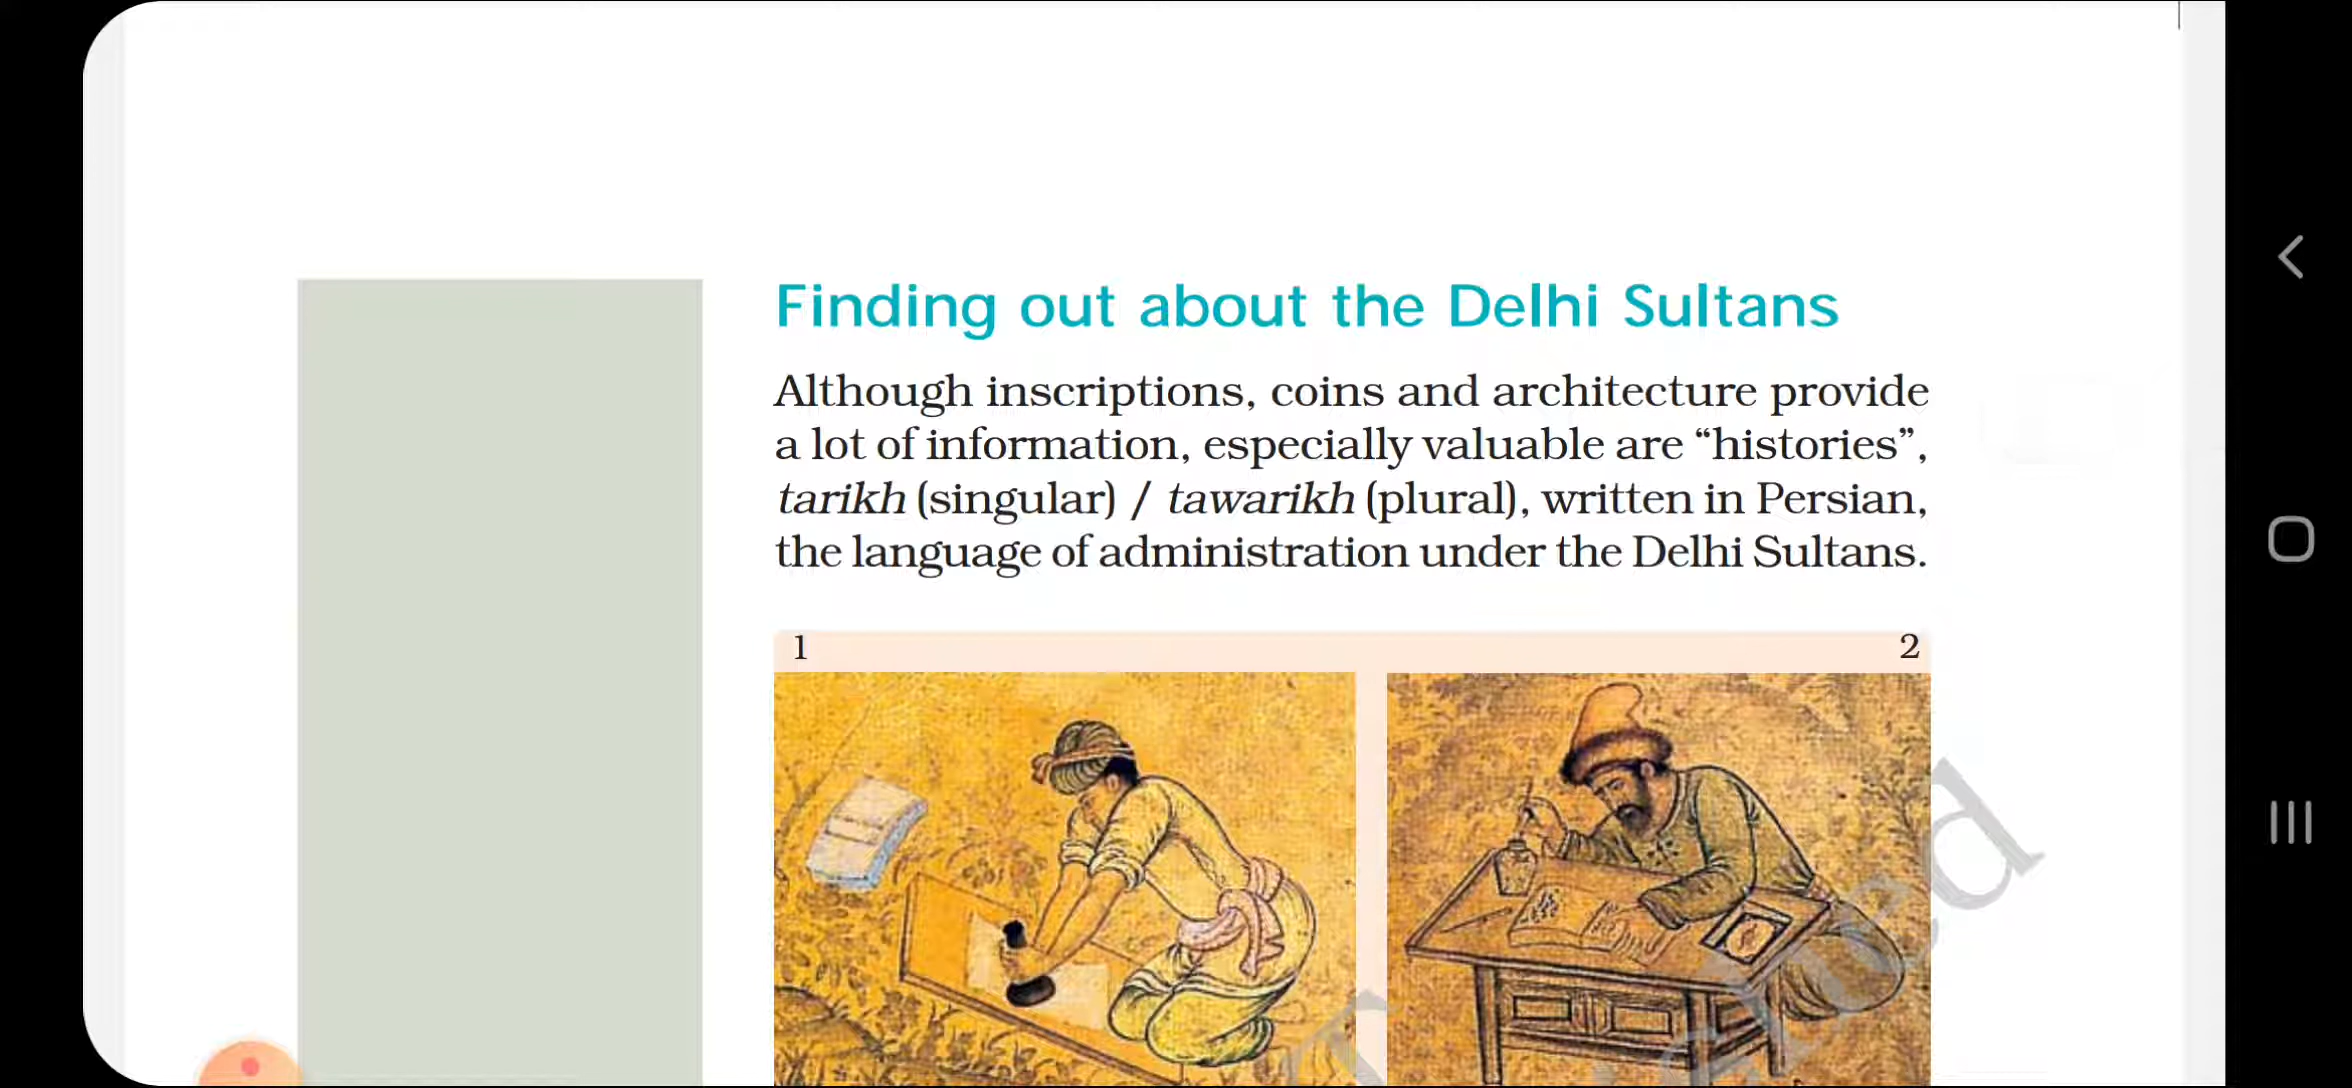 Finding out about the Delhi Sultans
Although inscriptions, coins and architecture provide
a lot of information, especially valuable are “histories”,
tarikh (singular) / tawarikh (plural), written in Persian,
the language of administration under the Delhi Sultans.
1
2